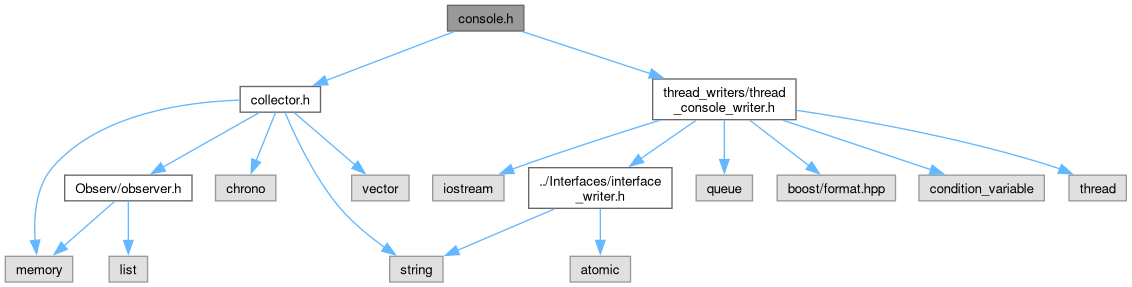 console.h
collector.h
thread_writers/thread
_console_writer.h
Observ/observer.h
chrono
vector
iostream
../Interfaces/interface
_writer.h
queue
boost/format.hpp
condition_variable
thread
memory
list
string
atomic